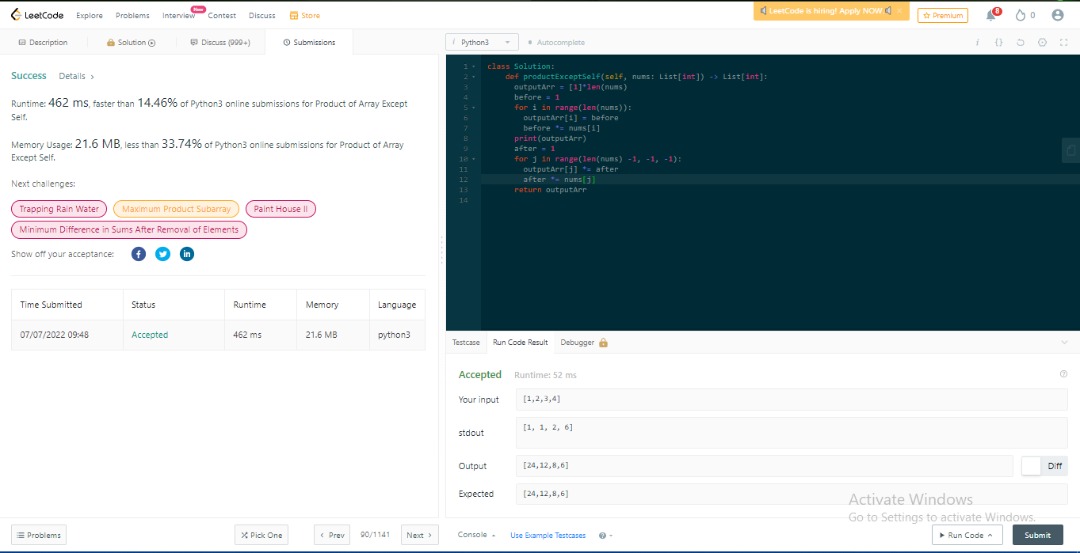 LeetCode Explore Problems Interview New Contest Discuss Store
LeetCode is hiring! Apply NOW
Premium 8 0
Description Solution Discuss (999+) Submissions
i Python3 Autocomplete i {}
Success Details >
Runtime: 462 ms, faster than 14.46% of Python3 online submissions for Product of Array Except
Self.
Memory Usage: 21.6 MB, less than 33.74% of Python3 online submissions for Product of Array
Except Self.
Next challenges:
Trapping Rain Water Maximum Product Subarray Paint House II
Minimum Difference in Sums After Removal of Elements
Show off your acceptance: f in
Time Submitted Status Runtime Memory Language
07/07/2022 09:48 Accepted 462 ms 21.6 MB python3
Problems Pick One < Prev 90/1141 Next >
1 class Solution:
2 def productExceptSelf(self, nums: List[int]) -> List[int]:
3 outputArr = [1]*len(nums)
4 before = 1
5 for i in range(len(nums)):
6 outputArr[i] = before
7 before *= nums[i]
8 print(outputArr)
9 after = 1
10 for j in range(len(nums) -1, -1, -1):
11 outputArr[j] *= after
12 after *= nums[j]
13 return outputArr
14
Testcase Run Code Result Debugger
Accepted Runtime: 52 ms
Your input [1,2,3,4]
stdout [1, 1, 2, 6]
Output [24,12,8,6] Diff
Expected [24,12,8,6]
Activate Windows
Go to Settings to activate Windows.
Console Use Example Testcases Run Code Submit